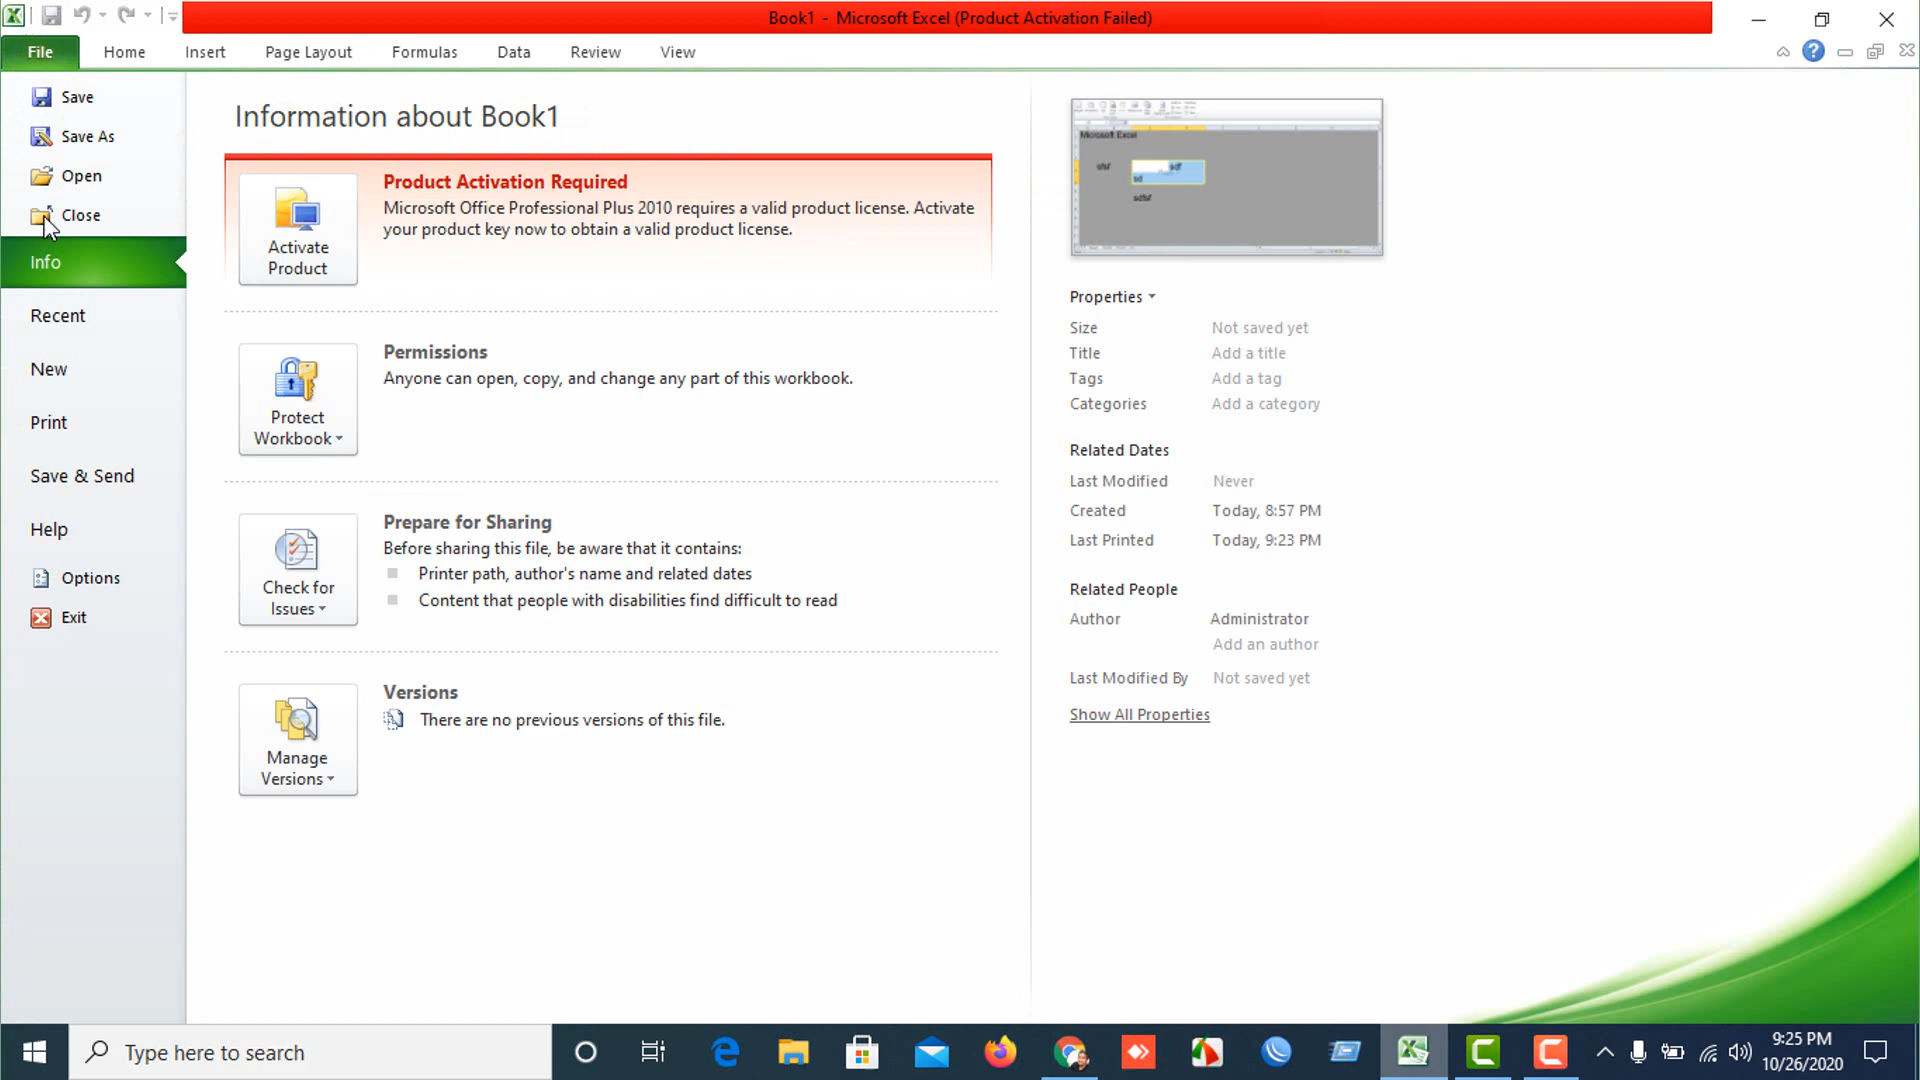 Book1 - Microsoft Excel (Product Activation Failed)
File Home Insert Page Layout Formulas Data Review View
Save
Save As
Open
Close
Info
Recent
New
Print
Save & Send
Help
Options
Exit
Information about Book1
Activate
Product
Product Activation Required
Microsoft Office Professional Plus 2010 requires a valid product license. Activate
your product key now to obtain a valid product license.
Protect
Workbook
Permissions
Anyone can open, copy, and change any part of this workbook.
Check for
Issues
Prepare for Sharing
Before sharing this file, be aware that it contains:
Printer path, author's name and related dates
Content that people with disabilities find difficult to read
Manage
Versions
Versions
There are no previous versions of this file.
Microsoft Excel
sdf
sd
Properties
Size Not saved yet
Title Add a title
Tags Add a tag
Categories Add a category
Related Dates
Last Modified Never
Created Today, 8:57 PM
Last Printed Today, 9:23 PM
Related People
Author Administrator
Add an author
Last Modified By Not saved yet
Show All Properties
Type here to search
9:25 PM
10/26/2020